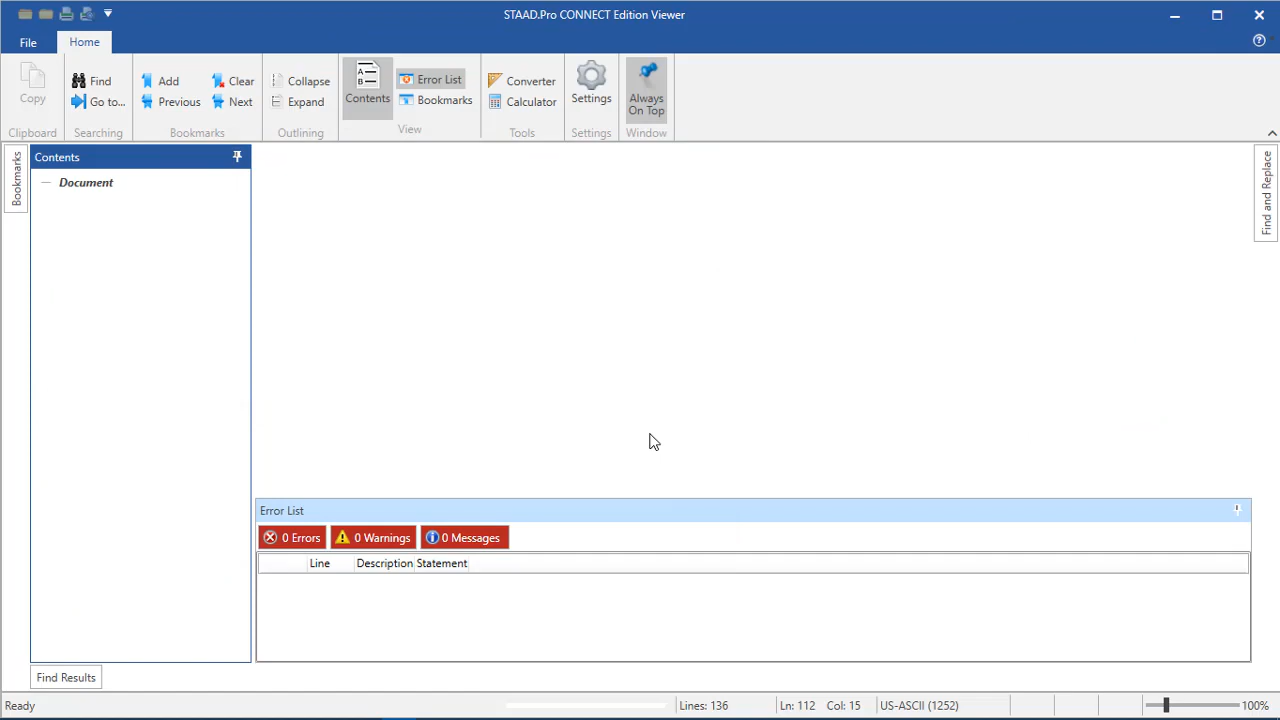 STAAD.Pro CONNECT Edition Viewer
File
Home
Copy
Clipboard
Find
Go to...
Searching
Add
Clear
Previous
Next
Bookmarks
Collapse
Expand
Outlining
Contents
Error List
Bookmarks
View
Converter
Calculator
Tools
Settings
Settings
Always On Top
Window
Bookmarks
Contents
Document
Find and Replace
Error List
0 Errors
0 Warnings
0 Messages
Line
Description
Statement
Find Results
Ready
Lines: 136
Ln: 112
Col: 15
US-ASCII (1252)
100%